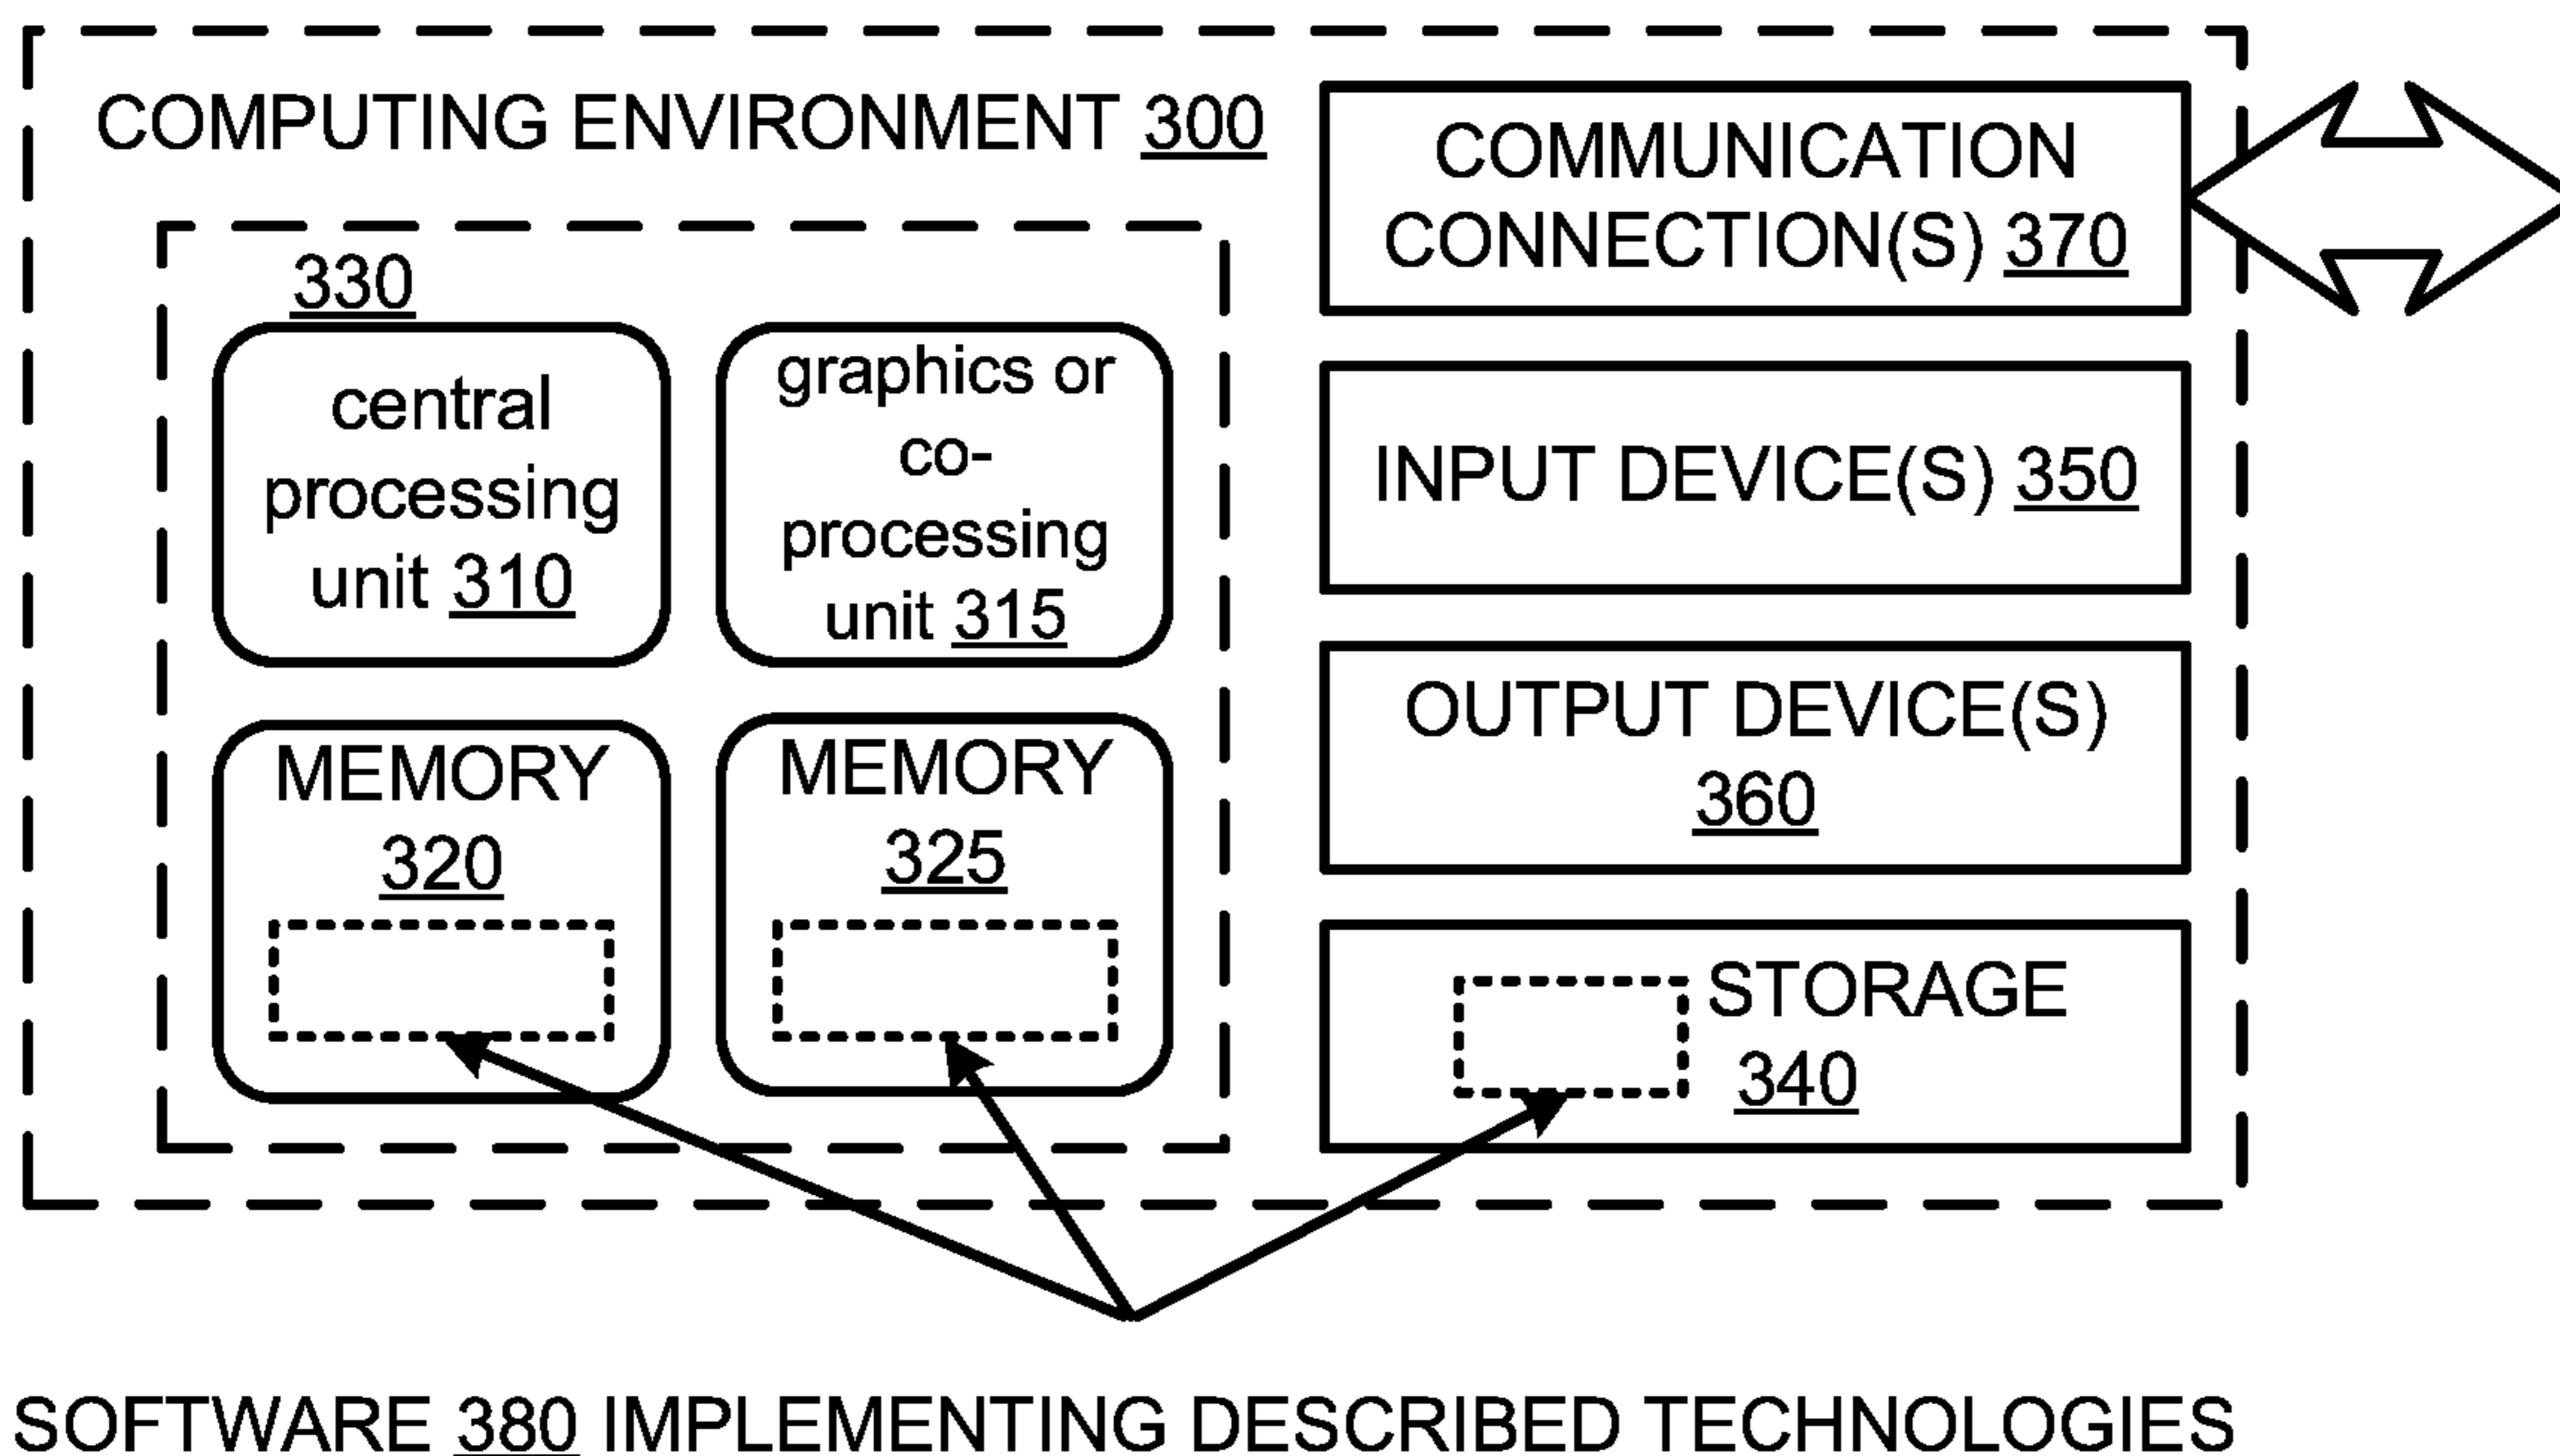 COMPUTING ENVIRONMENT 300
330
central
processing
unit 310
graphics or
co-
processing
unit 315
MEMORY
320
MEMORY
325
COMMUNICATION
CONNECTION(S) 370
INPUT DEVICE(S) 350
OUTPUT DEVICE(S)
360
STORAGE
340
SOFTWARE 380 IMPLEMENTING DESCRIBED TECHNOLOGIES